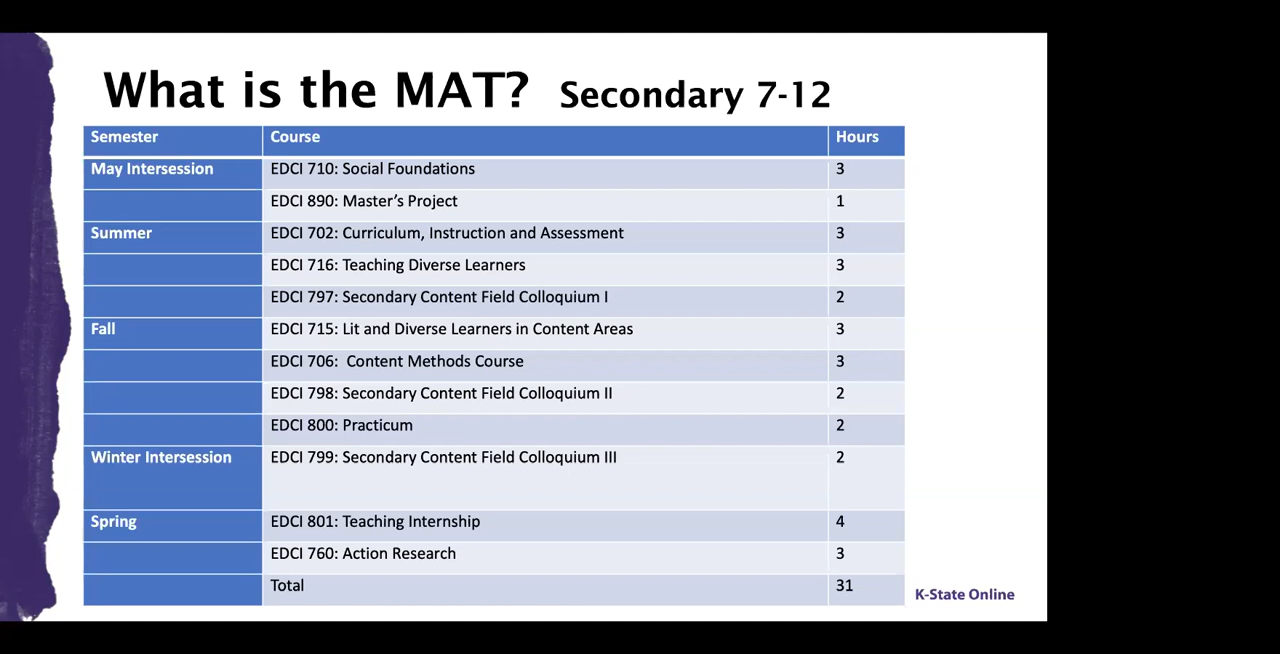 What is the MAT? Secondary 7-12
Semester Course Hours
May Intersession EDCI 710: Social Foundations 3
EDCI 890: Master’s Project 1
Summer EDCI 702: Curriculum, Instruction and Assessment 3
EDCI 716: Teaching Diverse Learners 3
EDCI 797: Secondary Content Field Colloquium I 2
Fall EDCI 715: Lit and Diverse Learners in Content Areas 3
EDCI 706: Content Methods Course 3
EDCI 798: Secondary Content Field Colloquium II 2
EDCI 800: Practicum 2
Winter Intersession EDCI 799: Secondary Content Field Colloquium III 2
Spring EDCI 801: Teaching Internship 4
EDCI 760: Action Research 3
Total 31
K-State Online